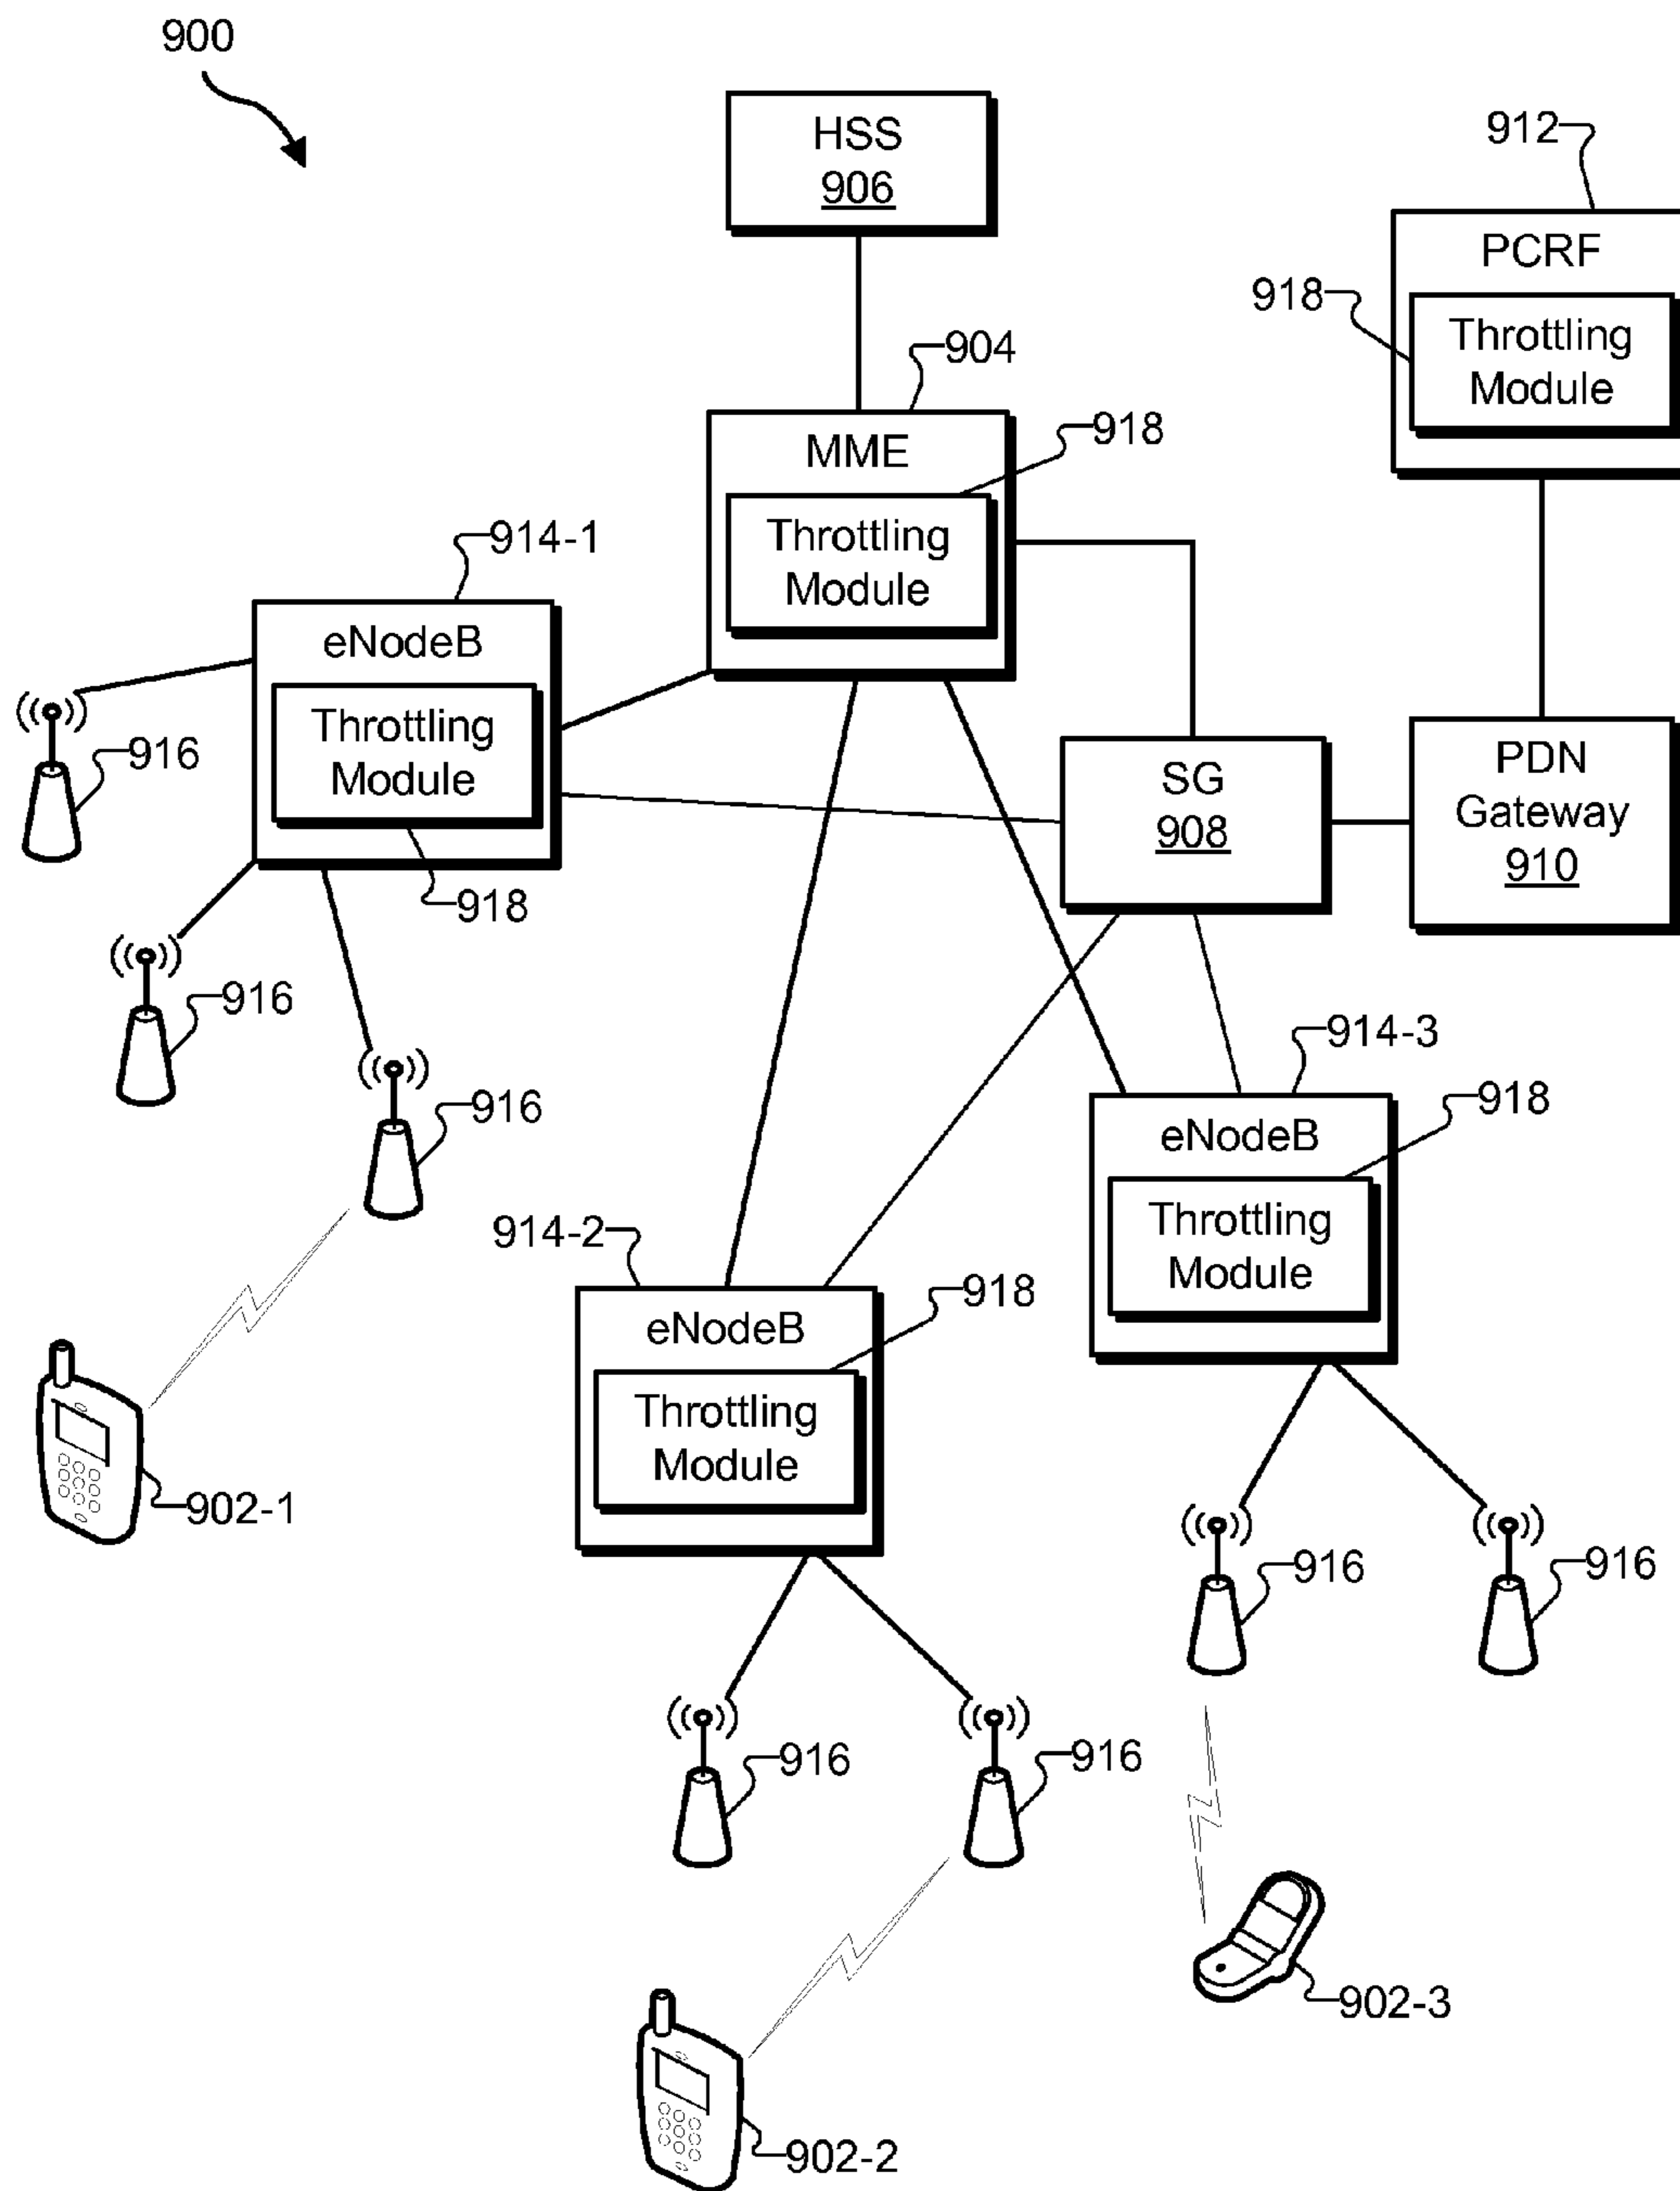 900
HSS
906
912
PCRF
918
Throttling
Module
904
MME
918
Throttling
Module
914-1
eNodeB
Throttling
Module
918
916
916
916
SG
908
PDN
Gateway
910
914-3
eNodeB
918
Throttling
Module
914-2
eNodeB
918
Throttling
Module
902-1
916
916
916
916
902-3
902-2